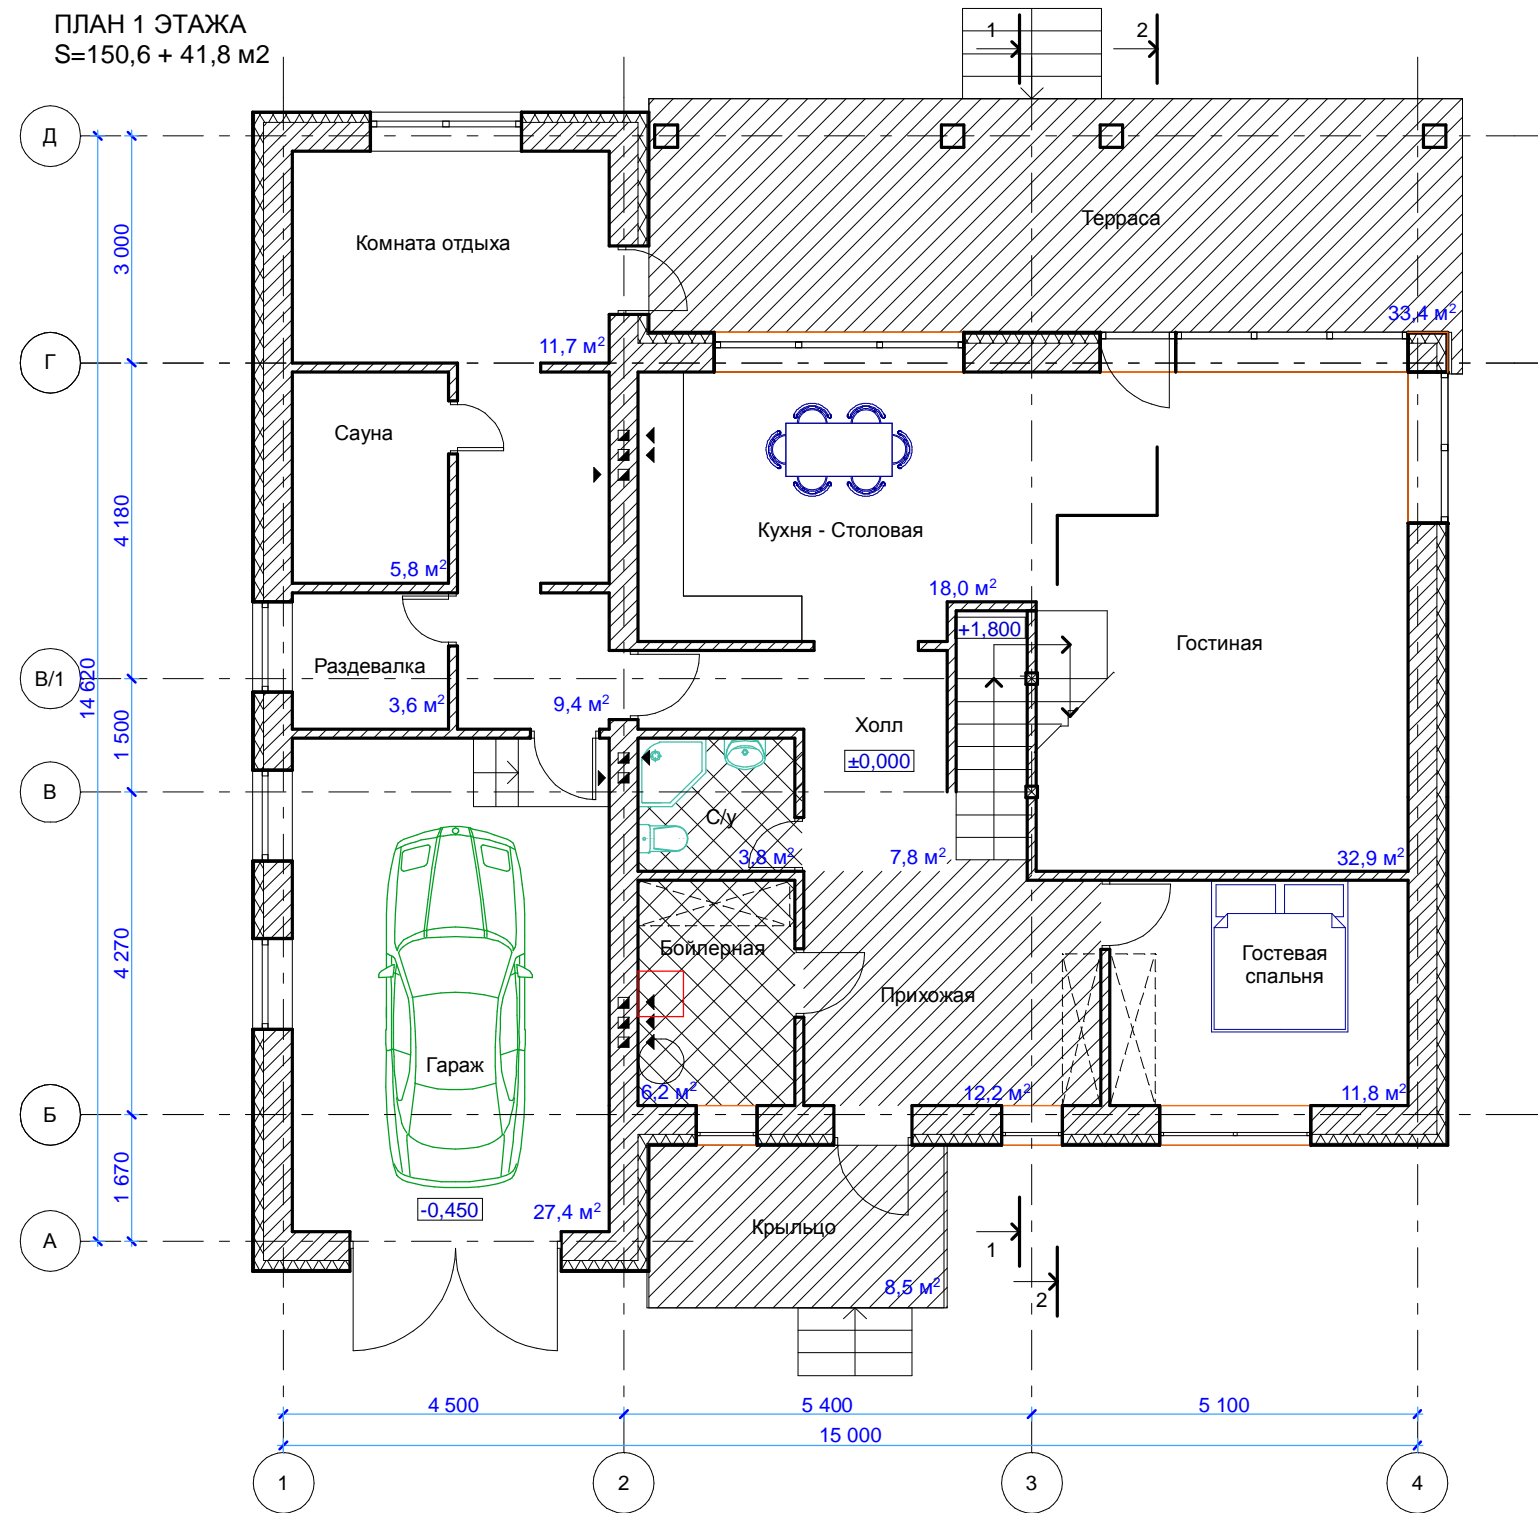 ПЛАН 1 ЭТАЖА
S=150,6 + 41,8 м2
1
2
Д
Терраса
Комната отдыха
3 000
33,4 м²
11,7 м²
Г
Сауна
4 180
Кухня - Столовая
5,8 м²
18,0 м²
+1,800
Гостиная
Раздевалка
В/1
14 620
3,6 м²
9,4 м²
Холл
1 500
±0,000
В
С/у
3,8 м²
7,8 м²
32,9 м²
4 270
Бойлерная
Гостевая
спальня
Прихожая
Гараж
6,2 м²
12,2 м²
11,8 м²
Б
1 670
-0,450
27,4 м²
Крыльцо
А
1
8,5 м²
2
4 500
5 400
5 100
15 000
1
2
3
4